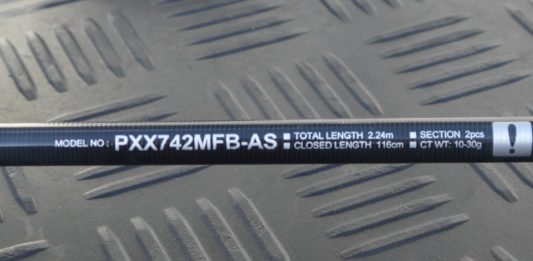 MODEL NO : PXX742MFB-AS ■ TOTAL LENGTH 2.24m ■ SECTION 2pcs
■ CLOSED LENGTH 116cm ■ CT WT: 10-30g
!